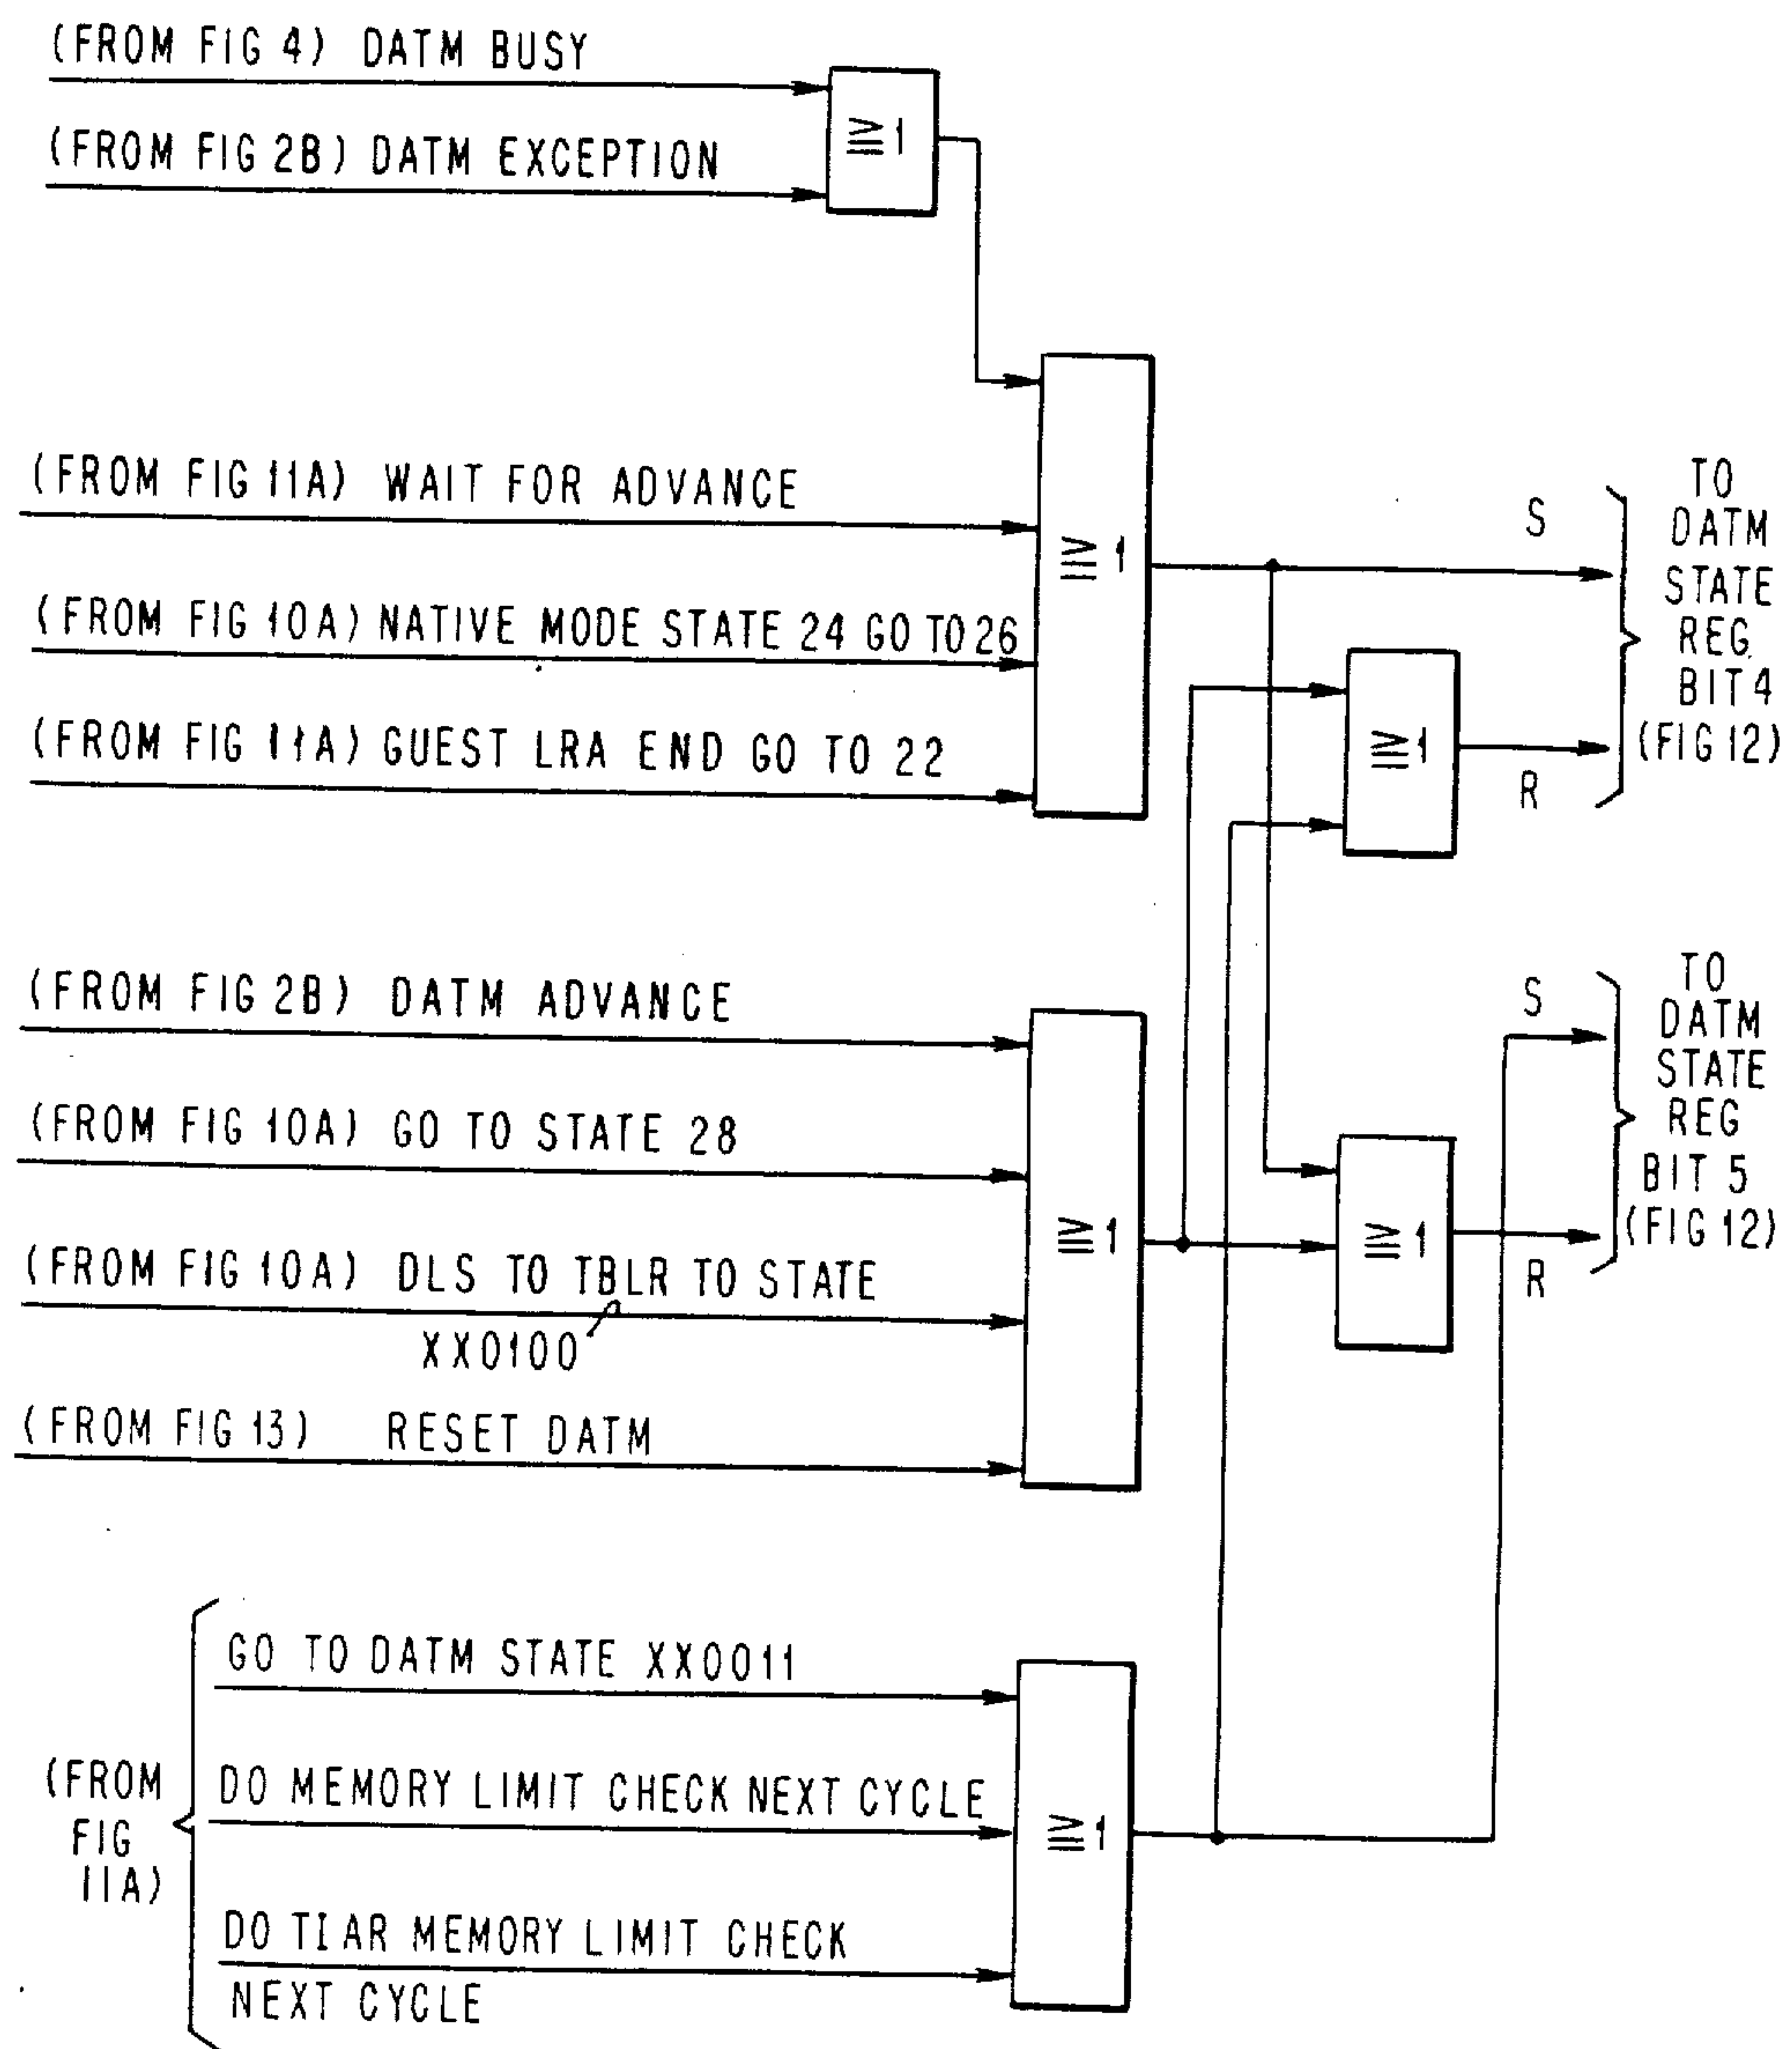 (FROM FIG 4) DATM BUSY
≧1
(FROM FIG 2B) DATM EXCEPTION
(FROM FIG 11A) WAIT FOR ADVANCE
≧1
(FROM FIG 10A) NATIVE MODE STATE 24 GO TO 26
(FROM FIG 11A) GUEST LRA END GO TO 22
S
TO
DATM
STATE
REG
BIT 4
(FIG 12)
≧1
R
(FROM FIG 2B) DATM ADVANCE
(FROM FIG 10A) GO TO STATE 28
≧1
(FROM FIG 10A) DLS TO TBLR TO STATE
XX0100
(FROM FIG 13) RESET DATM
S
TO
DATM
STATE
REG
BIT 5
(FIG 12)
≧1
R
(FROM
FIG
11A)
GO TO DATM STATE XX0011
DO MEMORY LIMIT CHECK NEXT CYCLE
≧1
DO TIAR MEMORY LIMIT CHECK
NEXT CYCLE